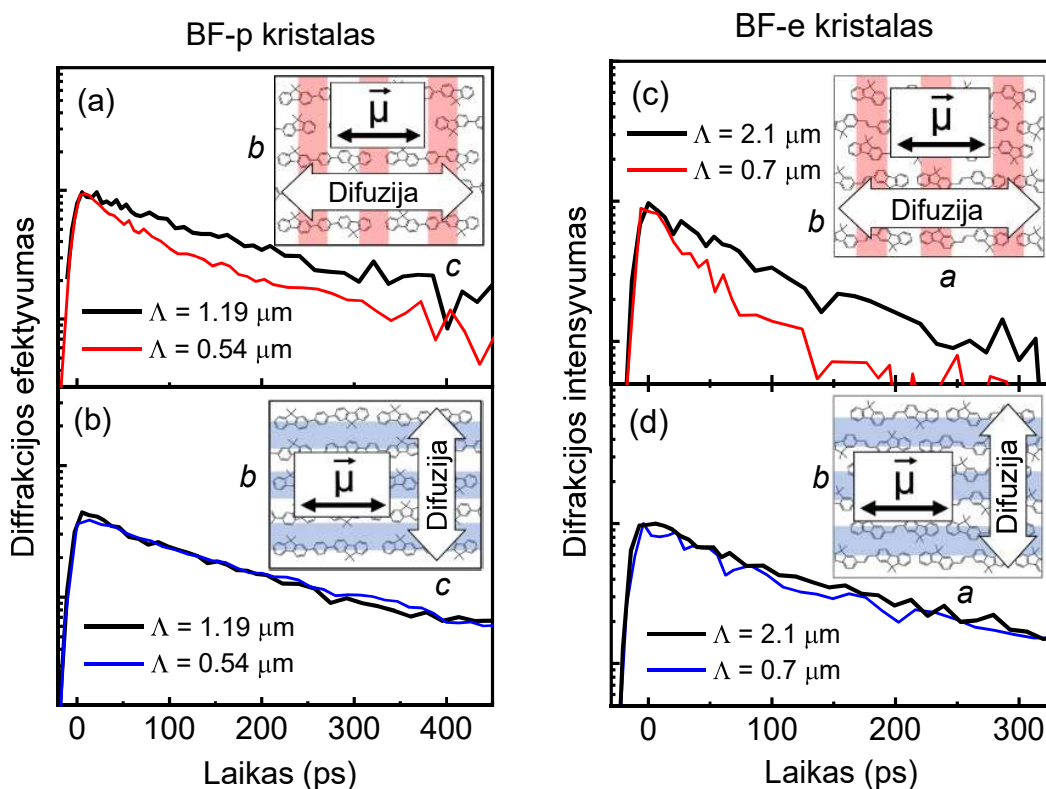 BF-p kristalas
BF-e kristalas
Diffrakcijos efektyvumas
(a)
b
μ
Difuzija
c
Λ = 1.19 μm
Λ = 0.54 μm
(b)
b
μ
Difuzija
c
Λ = 1.19 μm
Λ = 0.54 μm
0 100 200 300 400
Laikas (ps)
Difrakcijos intensyvumas
(c)
Λ = 2.1 μm
Λ = 0.7 μm
b
μ
Difuzija
a
(d)
b
μ
Difuzija
a
Λ = 2.1 μm
Λ = 0.7 μm
0 100 200 300
Laikas (ps)